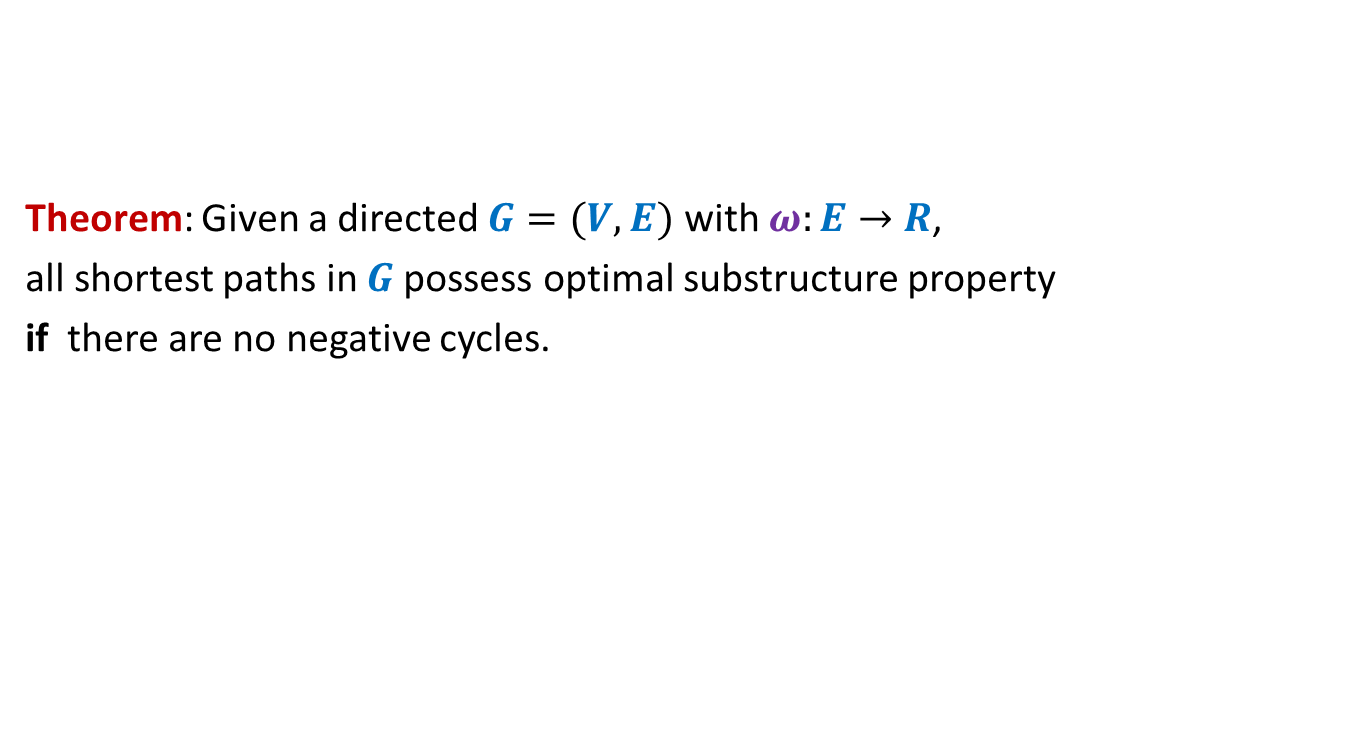 Theorem: Given a directed G = (V, E) with ω: E → R,
all shortest paths in G possess optimal substructure property
if there are no negative cycles.